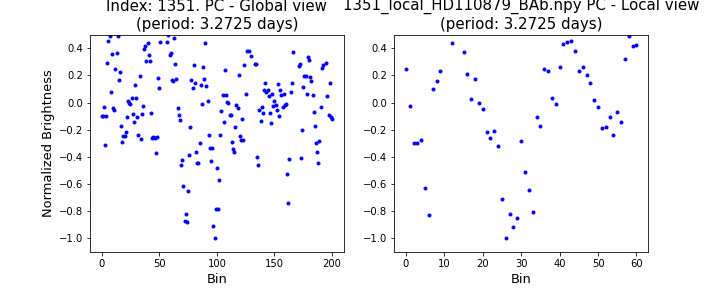 Index: 1351. PC - Global view
(period: 3.2725 days)
1351_local_HD110879_BAb.npy PC - Local view
(period: 3.2725 days)
Normalized Brightness
0.4
0.2
0.0
−0.2
−0.4
−0.6
−0.8
−1.0
0 50 100 150 200
Bin
0.4
0.2
0.0
−0.2
−0.4
−0.6
−0.8
−1.0
0 10 20 30 40 50 60
Bin